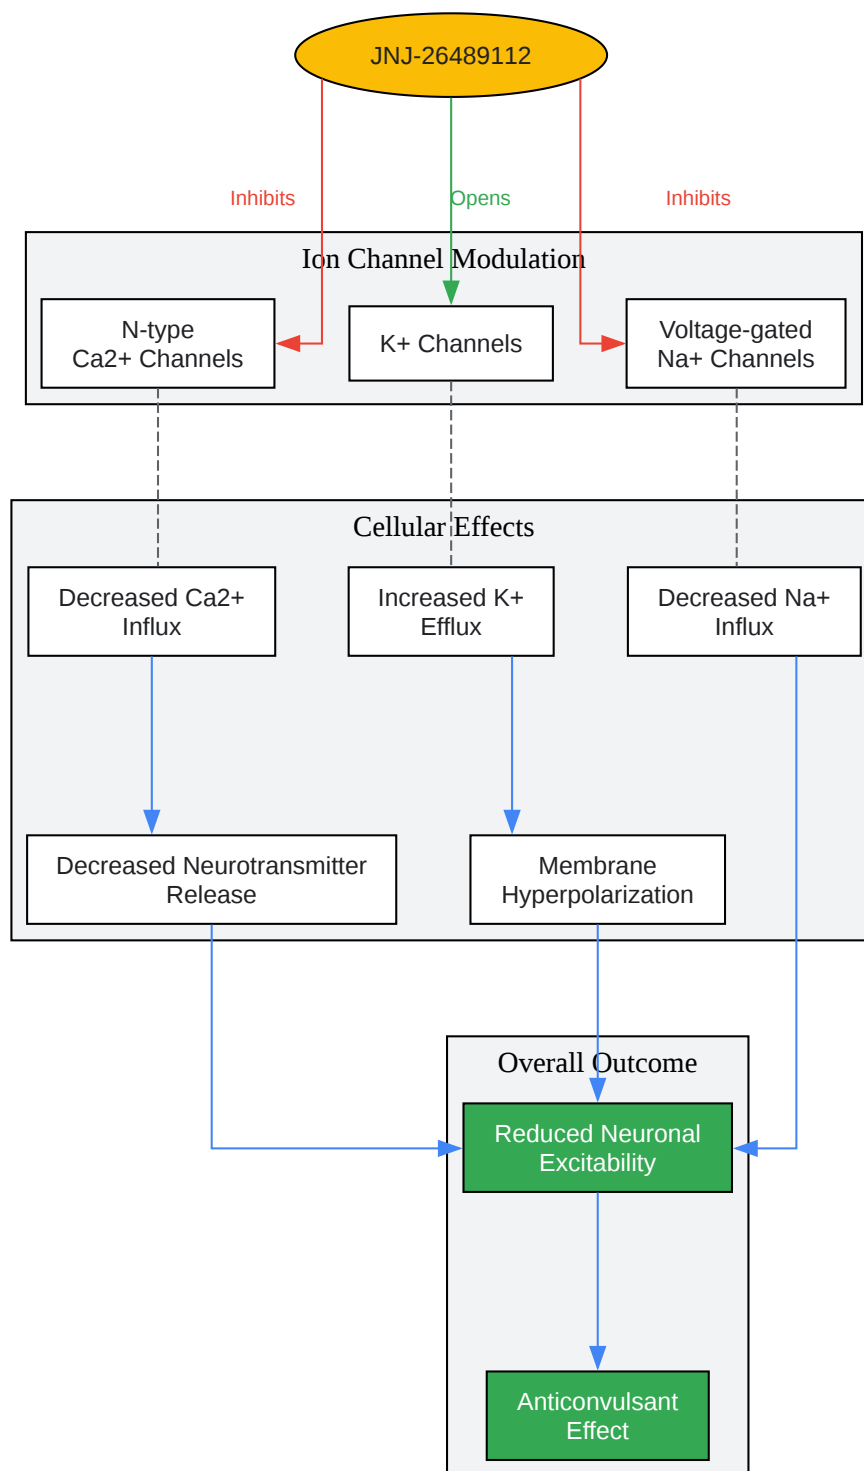 JNJ-26489112
Inhibits
Opens
Inhibits
Ion Channel Modulation
N-type
Ca2+ Channels
K+ Channels
Voltage-gated
Na+ Channels
Cellular Effects
Decreased Ca2+
Influx
Increased K+
Efflux
Decreased Na+
Influx
Decreased Neurotransmitter
Release
Membrane
Hyperpolarization
Overall Outcome
Reduced Neuronal
Excitability
Anticonvulsant
Effect